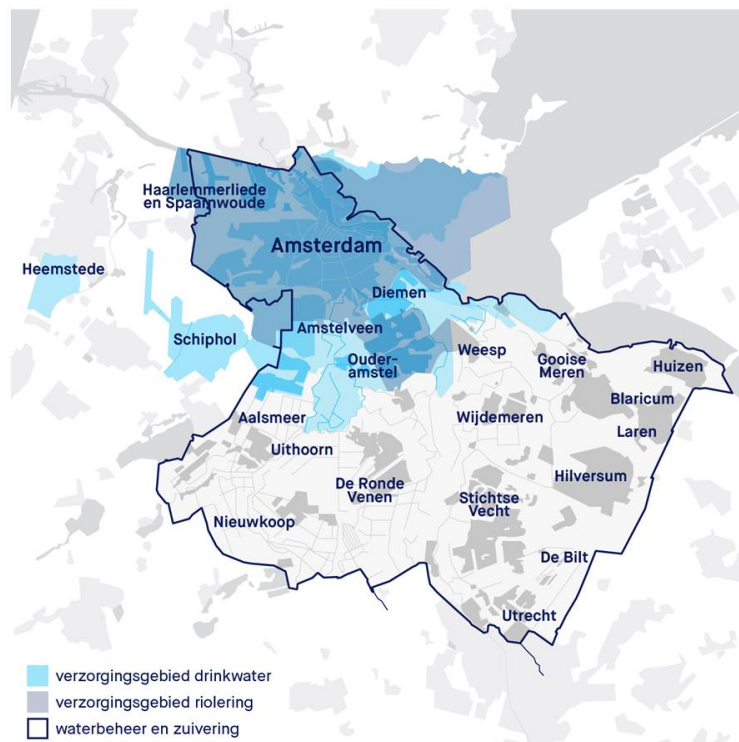 Haarlemmerliede
en Spaarnwoude
Amsterdam
Heemstede
Diemen
Schiphol
Amstelveen
Ouder-
amstel
Weesp
Gooise
Meren
Huizen
Blaricum
Aalsmeer
Wijdemeren
Laren
Uithoorn
De Ronde
Venen
Hilversum
Stichtse
Vecht
Nieuwkoop
De Bilt
Utrecht
verzorgingsgebied drinkwater
verzorgingsgebied riolering
waterbeheer en zuivering